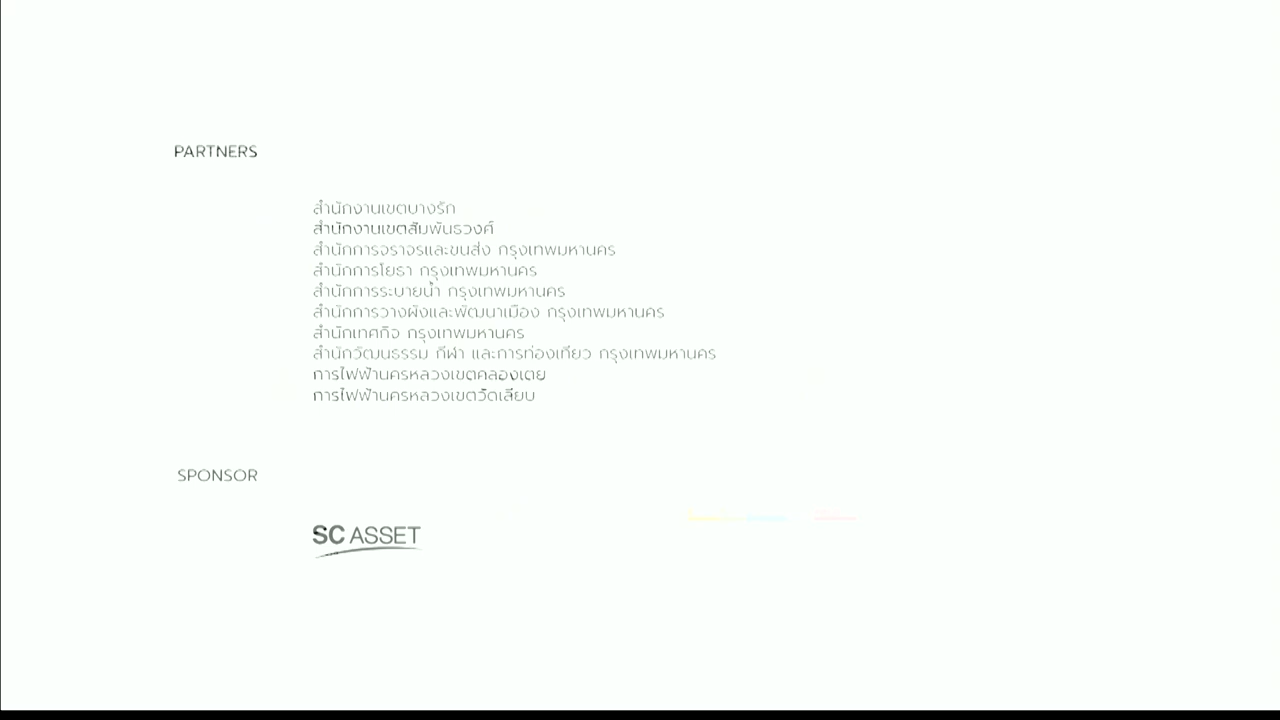 PARTNERS
สำนักงานเขตบางรัก
สำนักงานเขตสัมพันธวงศ์
สำนักการจราจรและขนส่ง กรุงเทพมหานคร
สำนักการโยธา กรุงเทพมหานคร
สำนักการระบายน้ำ กรุงเทพมหานคร
สำนักการวางผังและพัฒนาเมือง กรุงเทพมหานคร
สำนักเทศกิจ กรุงเทพมหานคร
สำนักวัฒนธรรม กีฬา และการท่องเที่ยว กรุงเทพมหานคร
การไฟฟ้านครหลวงเขตคลองเตย
การไฟฟ้านครหลวงเขตวัดเลียบ
SPONSOR
SC ASSET